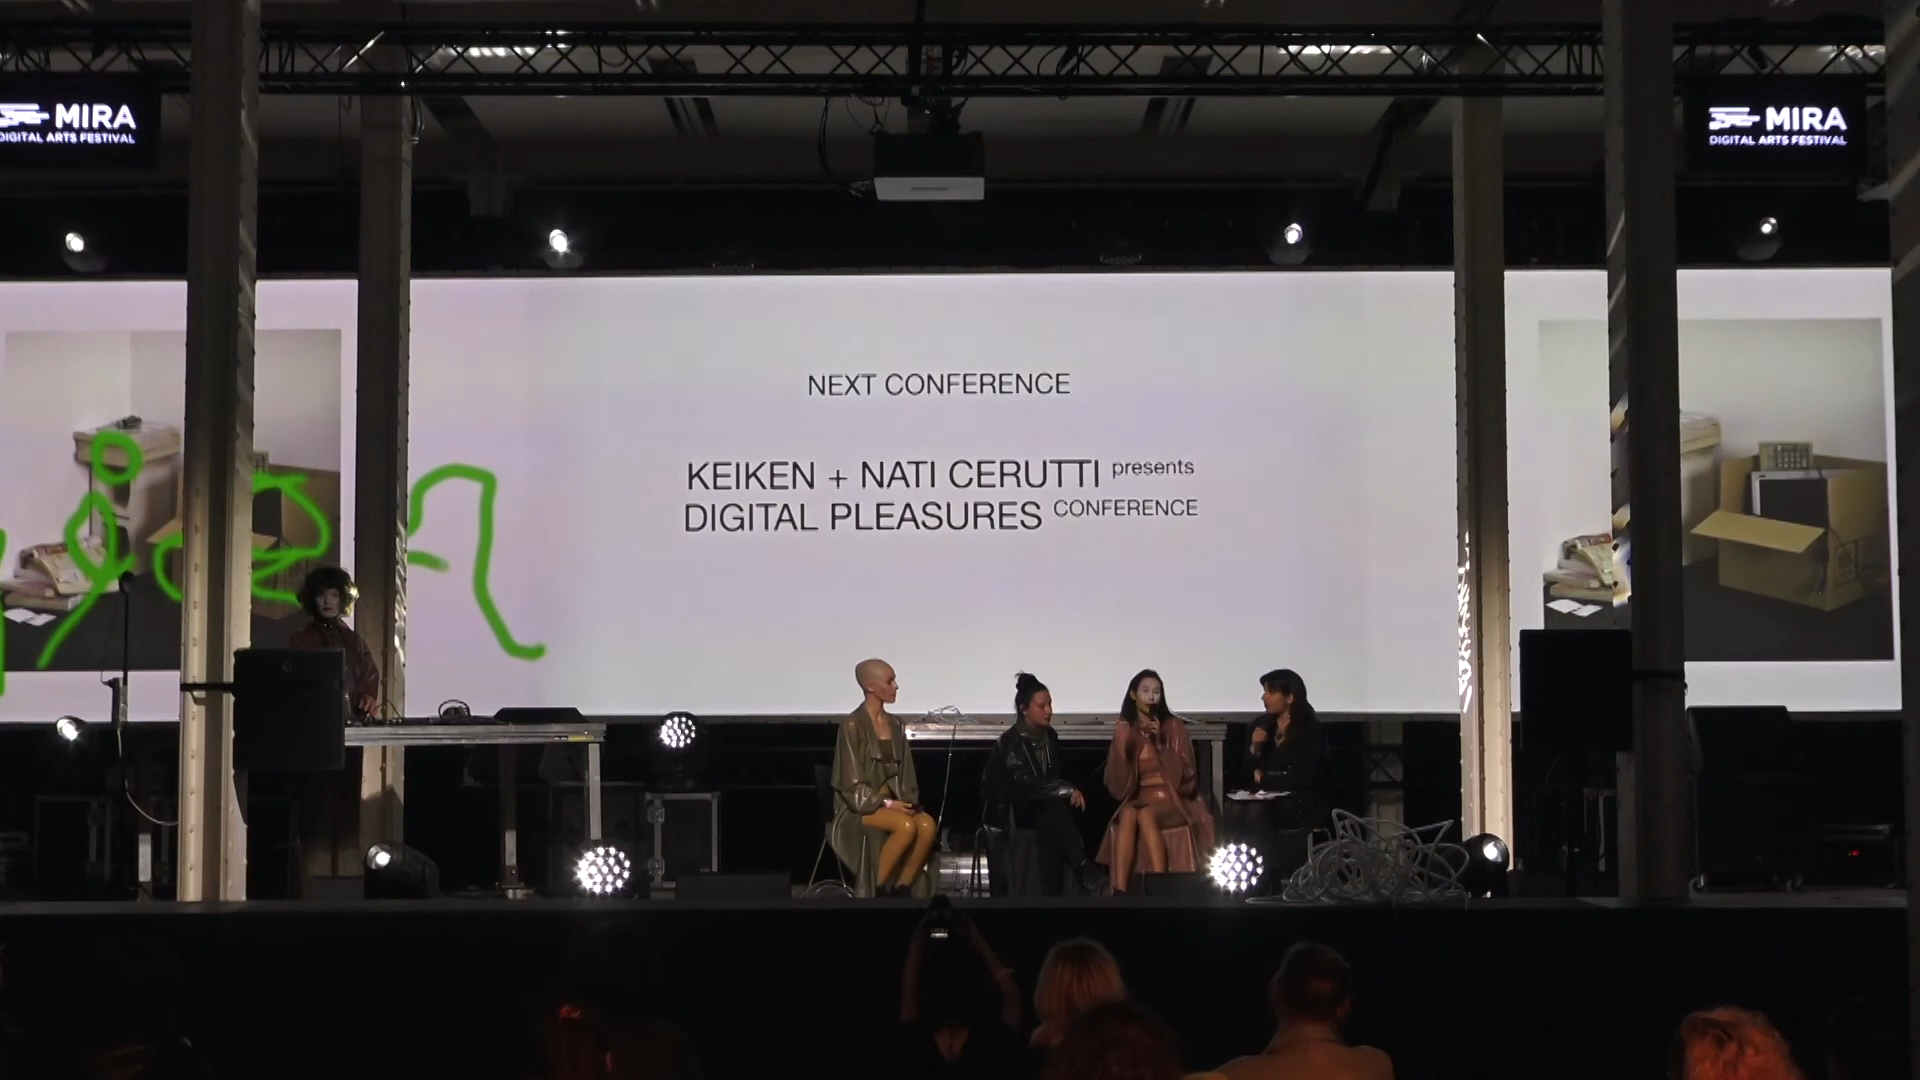 MIRA
DIGITAL ARTS FESTIVAL
MIRA
DIGITAL ARTS FESTIVAL
NEXT CONFERENCE
KEIKEN + NATI CERUTTI presents
DIGITAL PLEASURES CONFERENCE